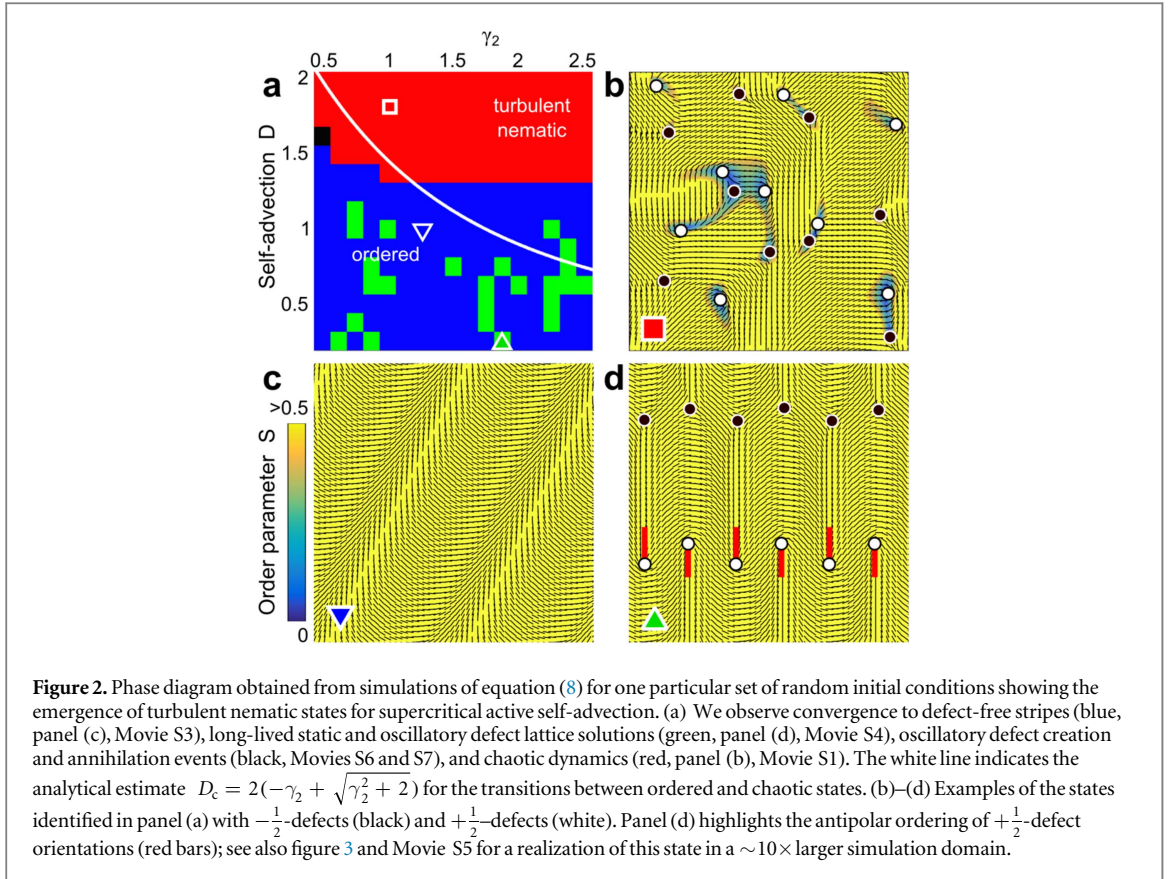 γ₂
0.5 1 1.5 2 2.5
a
b
2
turbulent
nematic
1.5
Self-advection D
1
ordered
0.5
c
d
>0.5
Order parameter S
0
Figure 2. Phase diagram obtained from simulations of equation (8) for one particular set of random initial conditions showing the
emergence of turbulent nematic states for supercritical active self-advection. (a) We observe convergence to defect-free stripes (blue,
panel (c), Movie S3), long-lived static and oscillatory defect lattice solutions (green, panel (d), Movie S4), oscillatory defect creation
and annihilation events (black, Movies S6 and S7), and chaotic dynamics (red, panel (b), Movie S1). The white line indicates the
analytical estimate D_c = 2(−γ₂ + √(γ₂² + 2)) for the transitions between ordered and chaotic states. (b)–(d) Examples of the states
identified in panel (a) with −1/2-defects (black) and +1/2–defects (white). Panel (d) highlights the antipolar ordering of +1/2-defect
orientations (red bars); see also figure 3 and Movie S5 for a realization of this state in a ∼10× larger simulation domain.